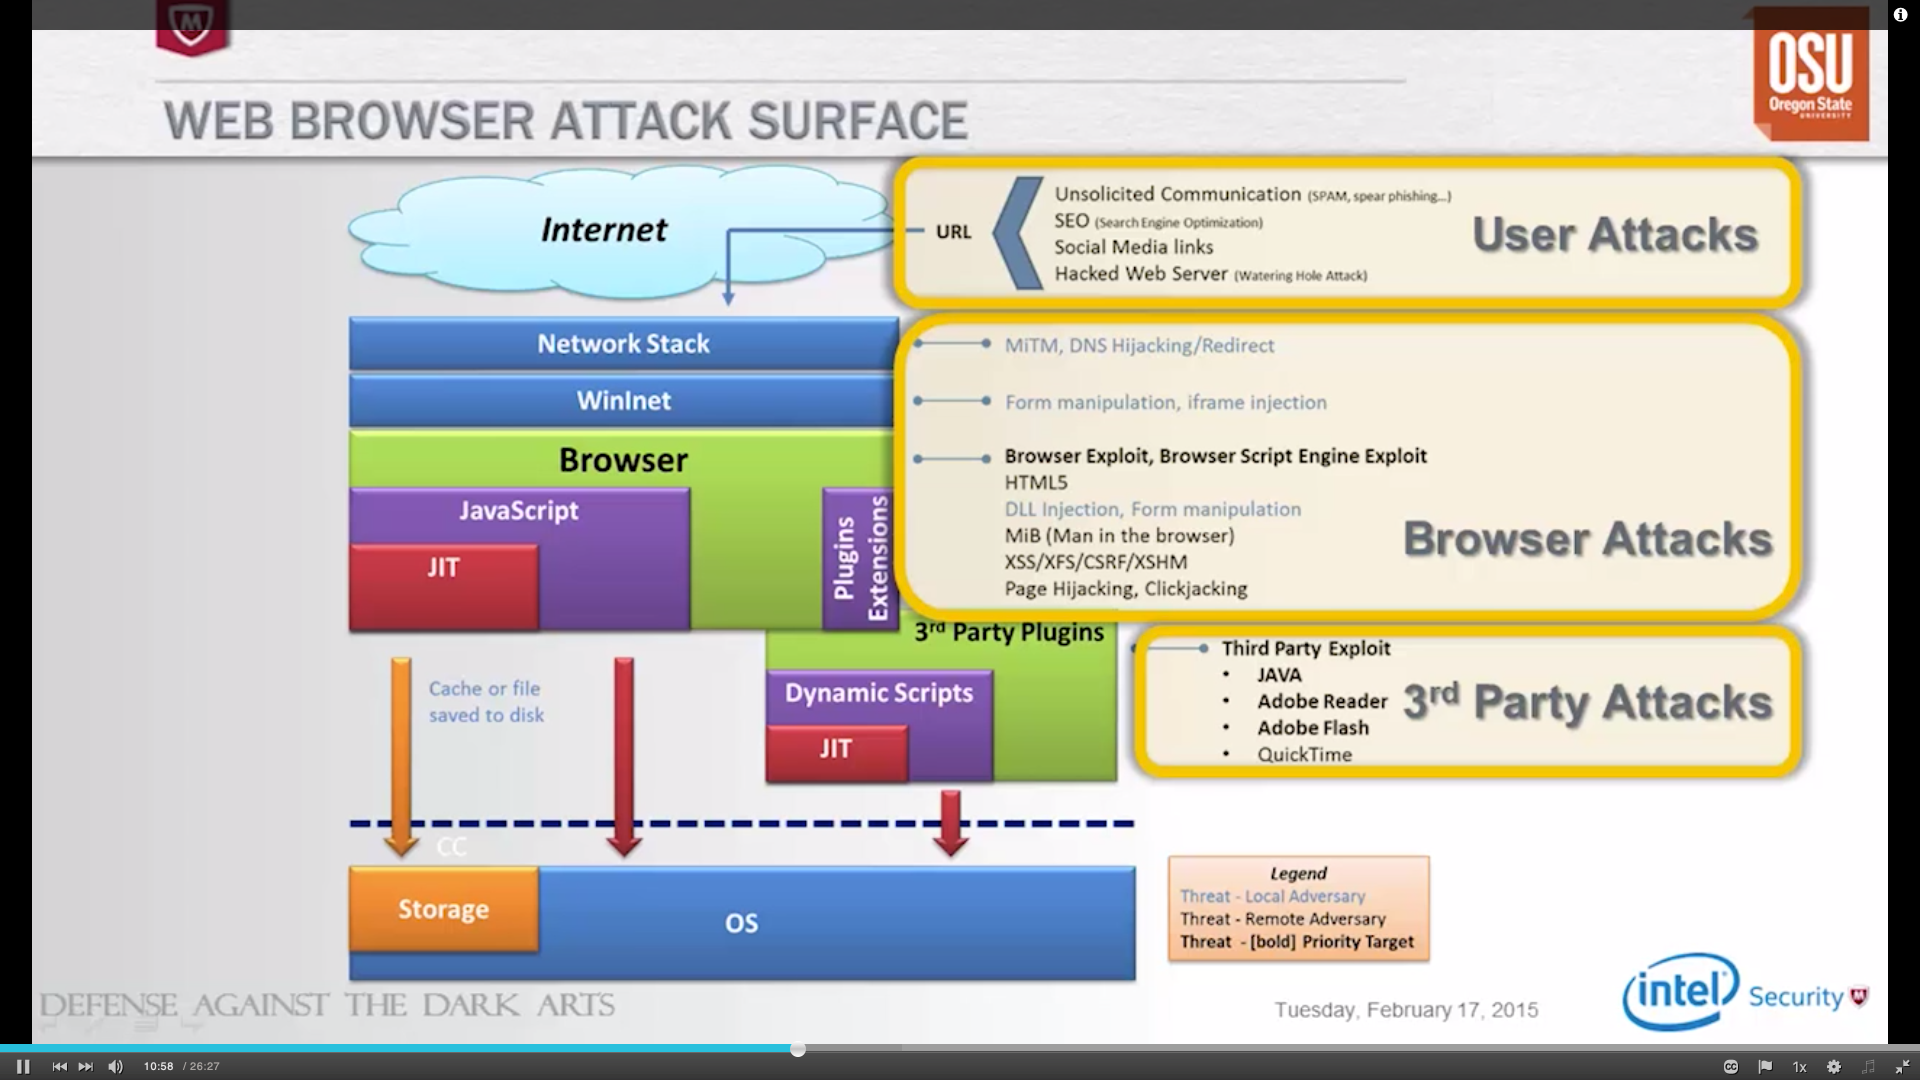 M
OSU
Oregon State
UNIVERSITY
WEB BROWSER ATTACK SURFACE
Internet
URL
Unsolicited Communication (SPAM, spear phishing...)
SEO (Search Engine Optimization)
Social Media links
Hacked Web Server (Watering Hole Attack)
User Attacks
Network Stack
MiTM, DNS Hijacking/Redirect
WinInet
Form manipulation, iframe injection
Browser
Browser Exploit, Browser Script Engine Exploit
HTML5
DLL Injection, Form manipulation
MiB (Man in the browser)
XSS/XFS/CSRF/XSHM
Page Hijacking, Clickjacking
Browser Attacks
JavaScript
JIT
Plugins
Extensions
3rd Party Plugins
Dynamic Scripts
JIT
Third Party Exploit
• JAVA
• Adobe Reader
• Adobe Flash
• QuickTime
3rd Party Attacks
Cache or file
saved to disk
CC
Storage
OS
Legend
Threat - Local Adversary
Threat - Remote Adversary
Threat - [bold] Priority Target
DEFENSE AGAINST THE DARK ARTS
Tuesday, February 17, 2015
intel Security
10:58 / 26:27
CC
1x